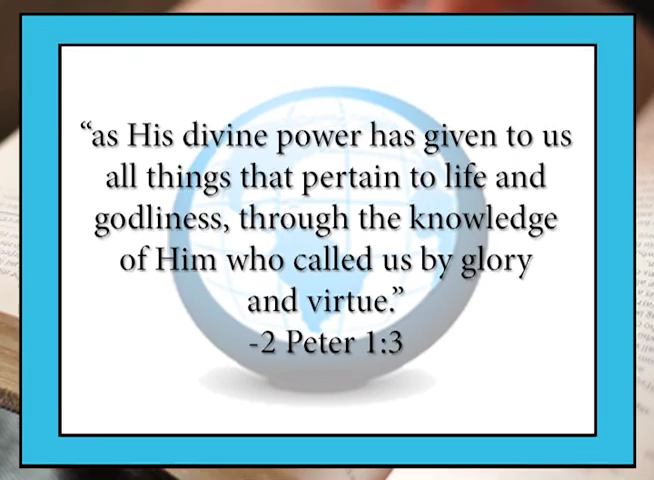 “as His divine power has given to us
all things that pertain to life and
godliness, through the knowledge
of Him who called us by glory
and virtue.”
-2 Peter 1:3